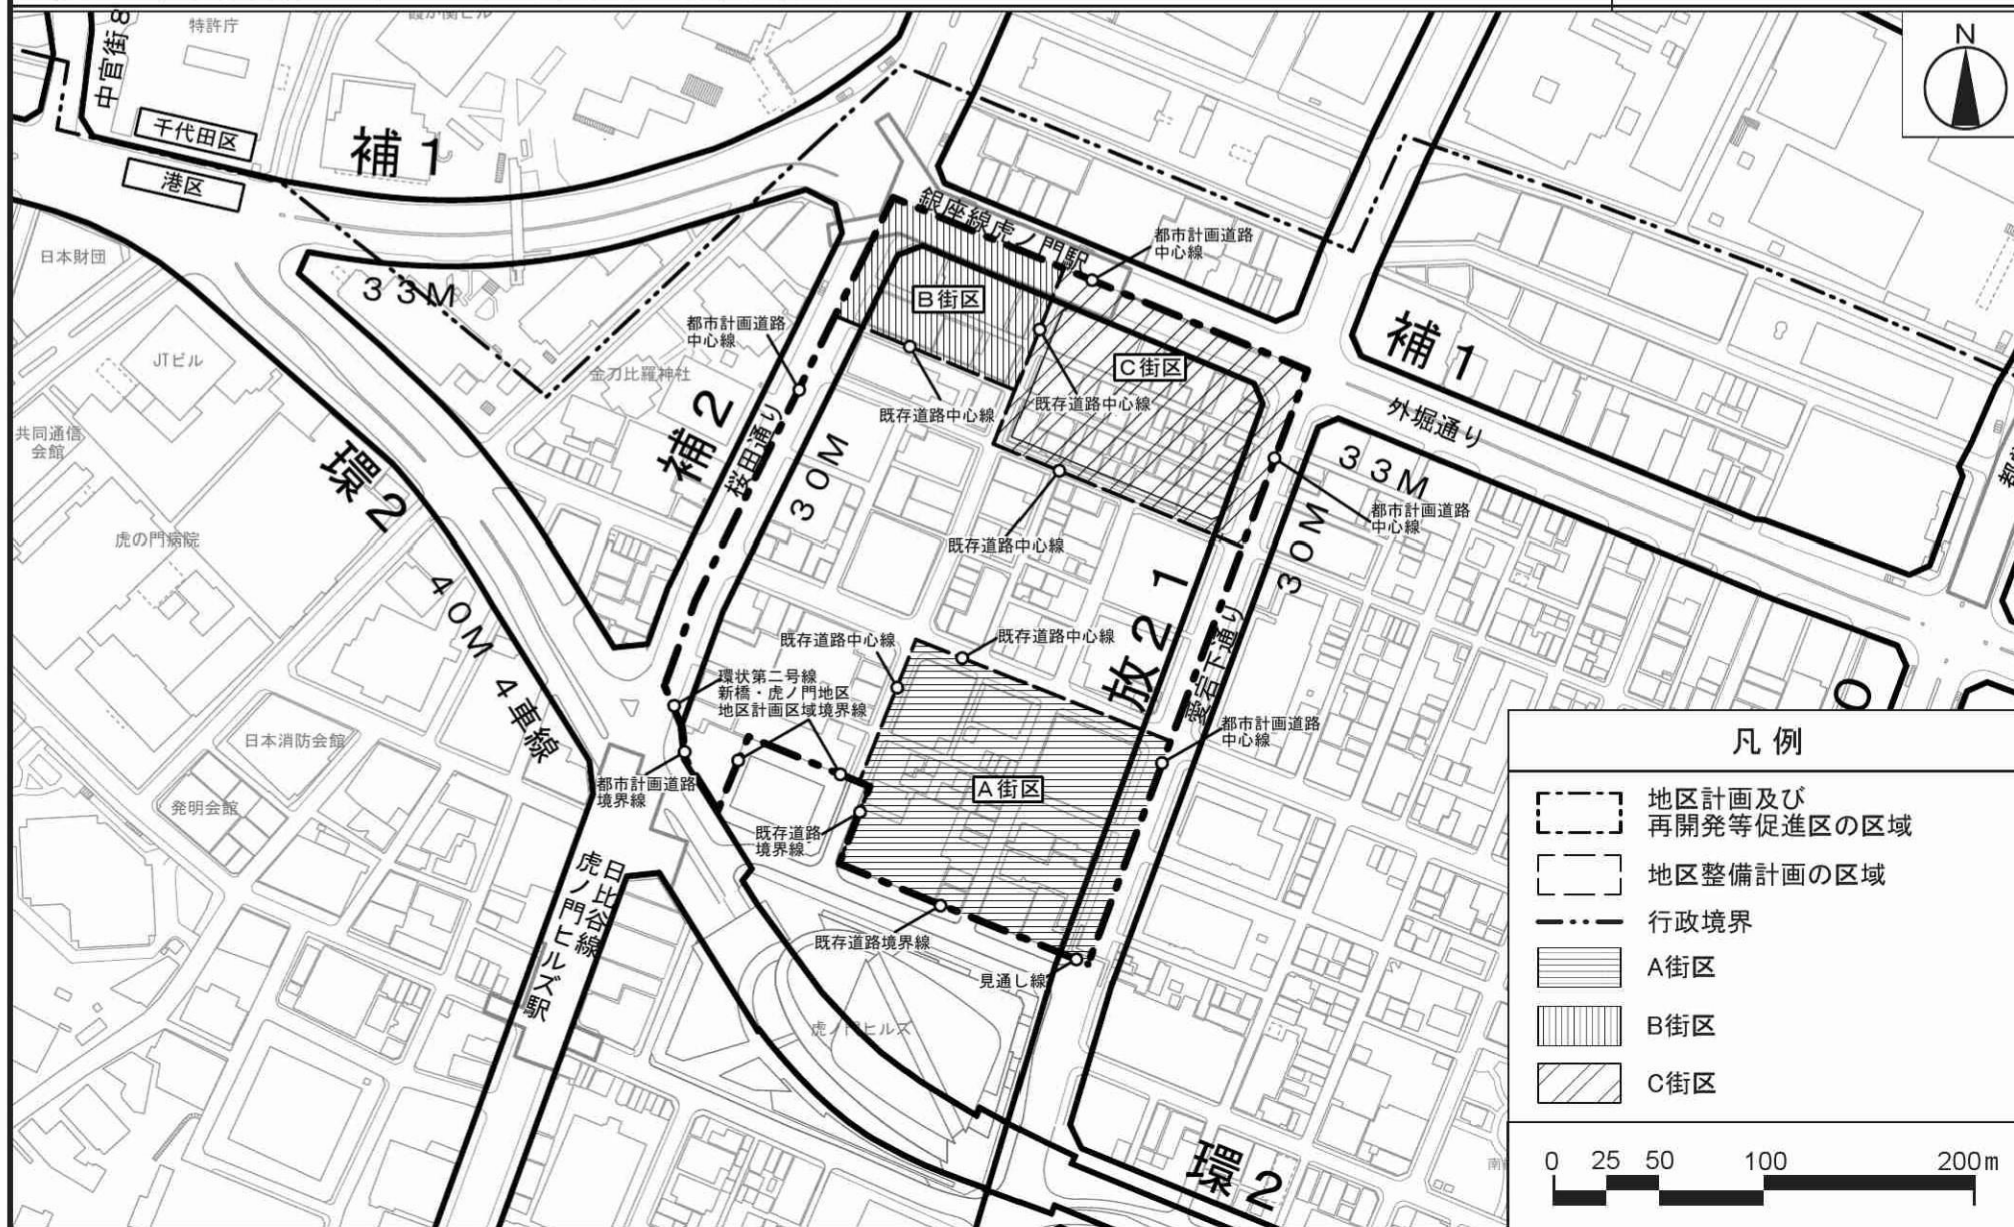 特許庁
霞が関ビル
中官街8
N
千代田区
港区
補1
銀座線虎ノ門駅
都市計画道路
中心線
日本財団
33M
B街区
都市計画道路
中心線
補1
JTビル
金刀比羅神社
C街区
既存道路中心線
既存道路中心線
外堀通り
補2
桜田通り
30M
33M
共同通信
会館
環2
都市計画道路
中心線
虎の門病院
既存道路中心線
30M
40M
4車線
放21
愛宕下通り
既存道路中心線
既存道路中心線
環状第二号線
新橋・虎ノ門地区
地区計画区域境界線
都市計画道路
中心線
日本消防会館
都市計画道路
境界線
A街区
発明会館
既存道路
境界線
日比谷線
虎ノ門ヒルズ駅
既存道路境界線
見通し線
虎ノ門ヒルズ
環2
凡例
地区計画及び
再開発等促進区の区域
地区整備計画の区域
行政境界
A街区
B街区
C街区
0 25 50 100 200m